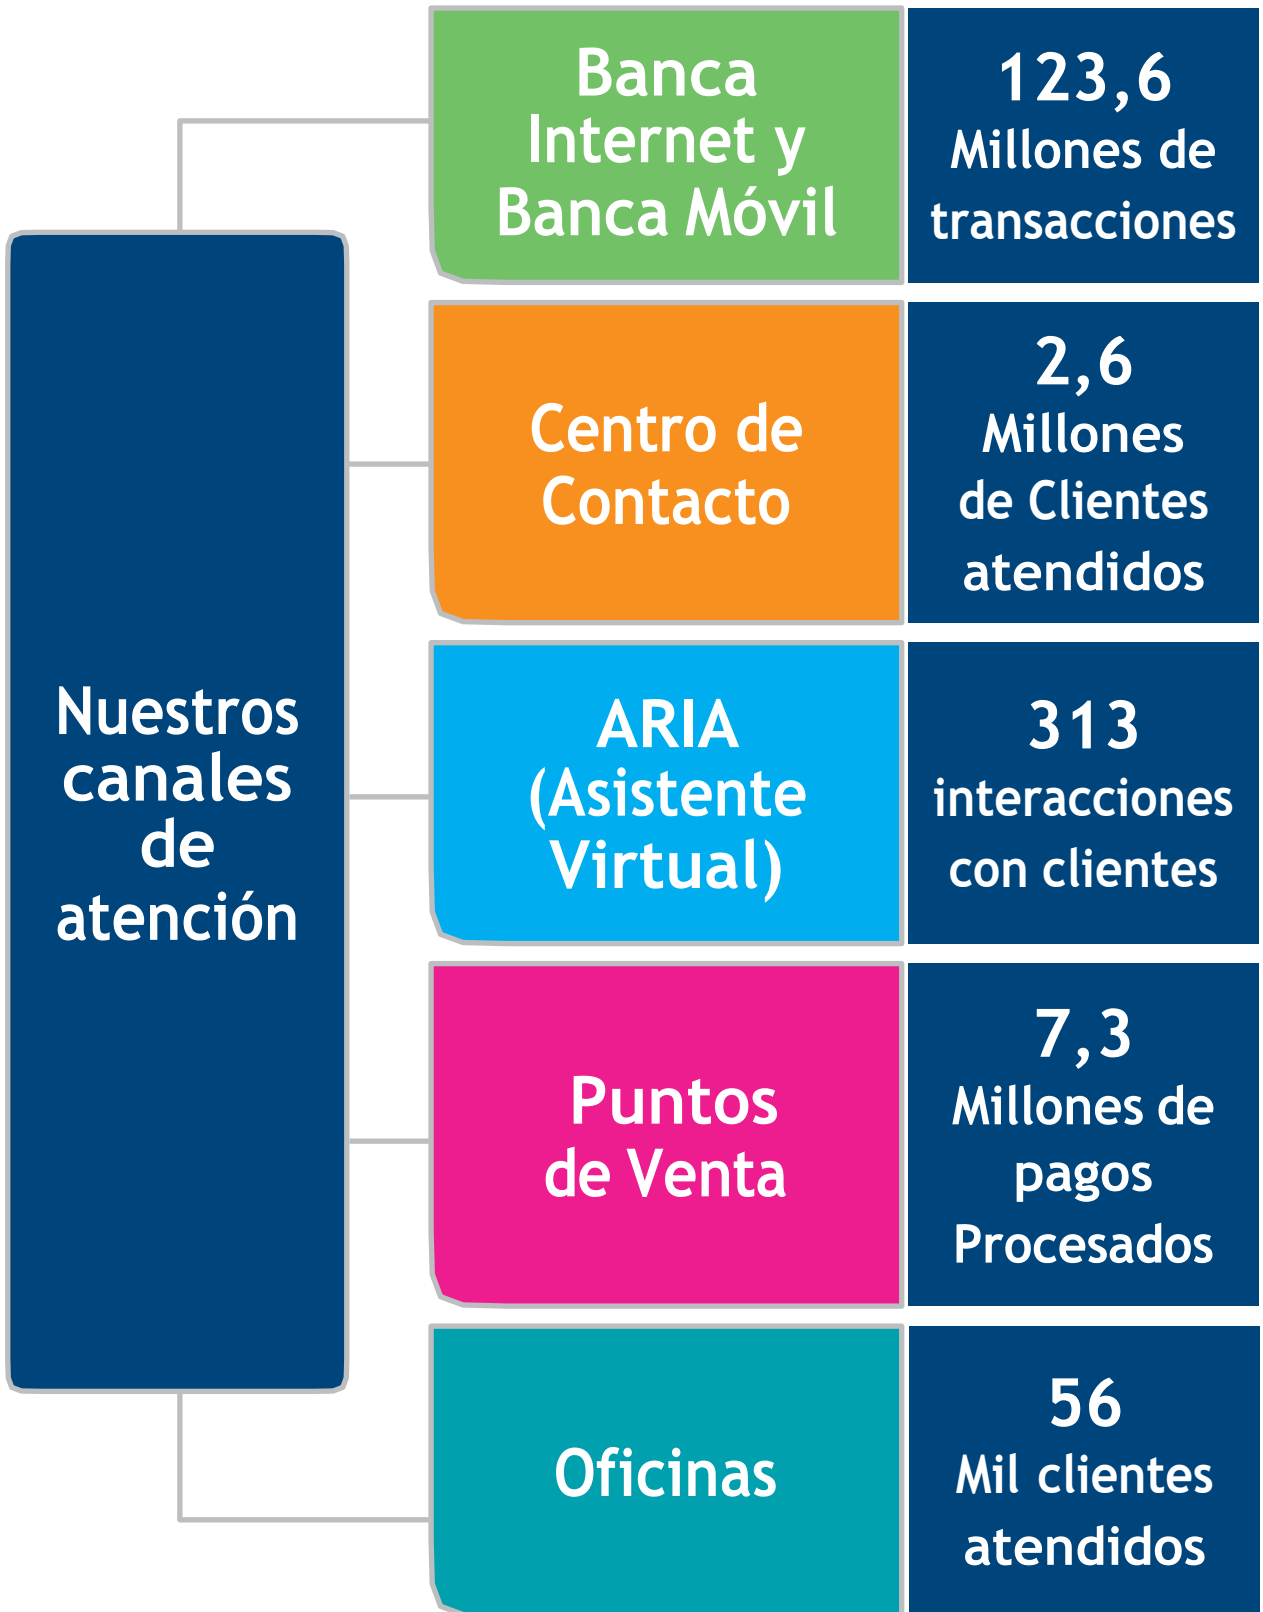 Nuestros
canales
de
atención
Banca
Internet y
Banca Móvil
123,6
Millones de
transacciones
Centro de
Contacto
2,6
Millones
de Clientes
atendidos
ARIA
(Asistente
Virtual)
313
interacciones
con clientes
Puntos
de Venta
7,3
Millones de
pagos
Procesados
Oficinas
56
Mil clientes
atendidos